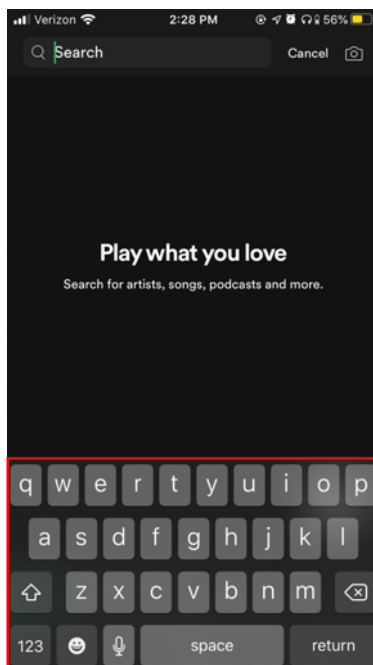 Verizon 2:28 PM 56%
Search Cancel
Play what you love
Search for artists, songs, podcasts and more.
q w e r t y u i o p
a s d f g h j k l
z x c v b n m
123 space return